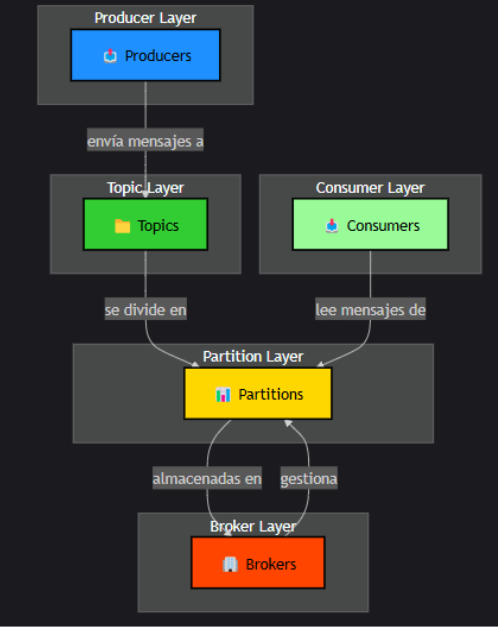 Producer Layer
Producers
envía mensajes a
Topic Layer
Consumer Layer
Topics
Consumers
se divide en
lee mensajes de
Partition Layer
Partitions
almacenadas en
gestiona
Broker Layer
Brokers